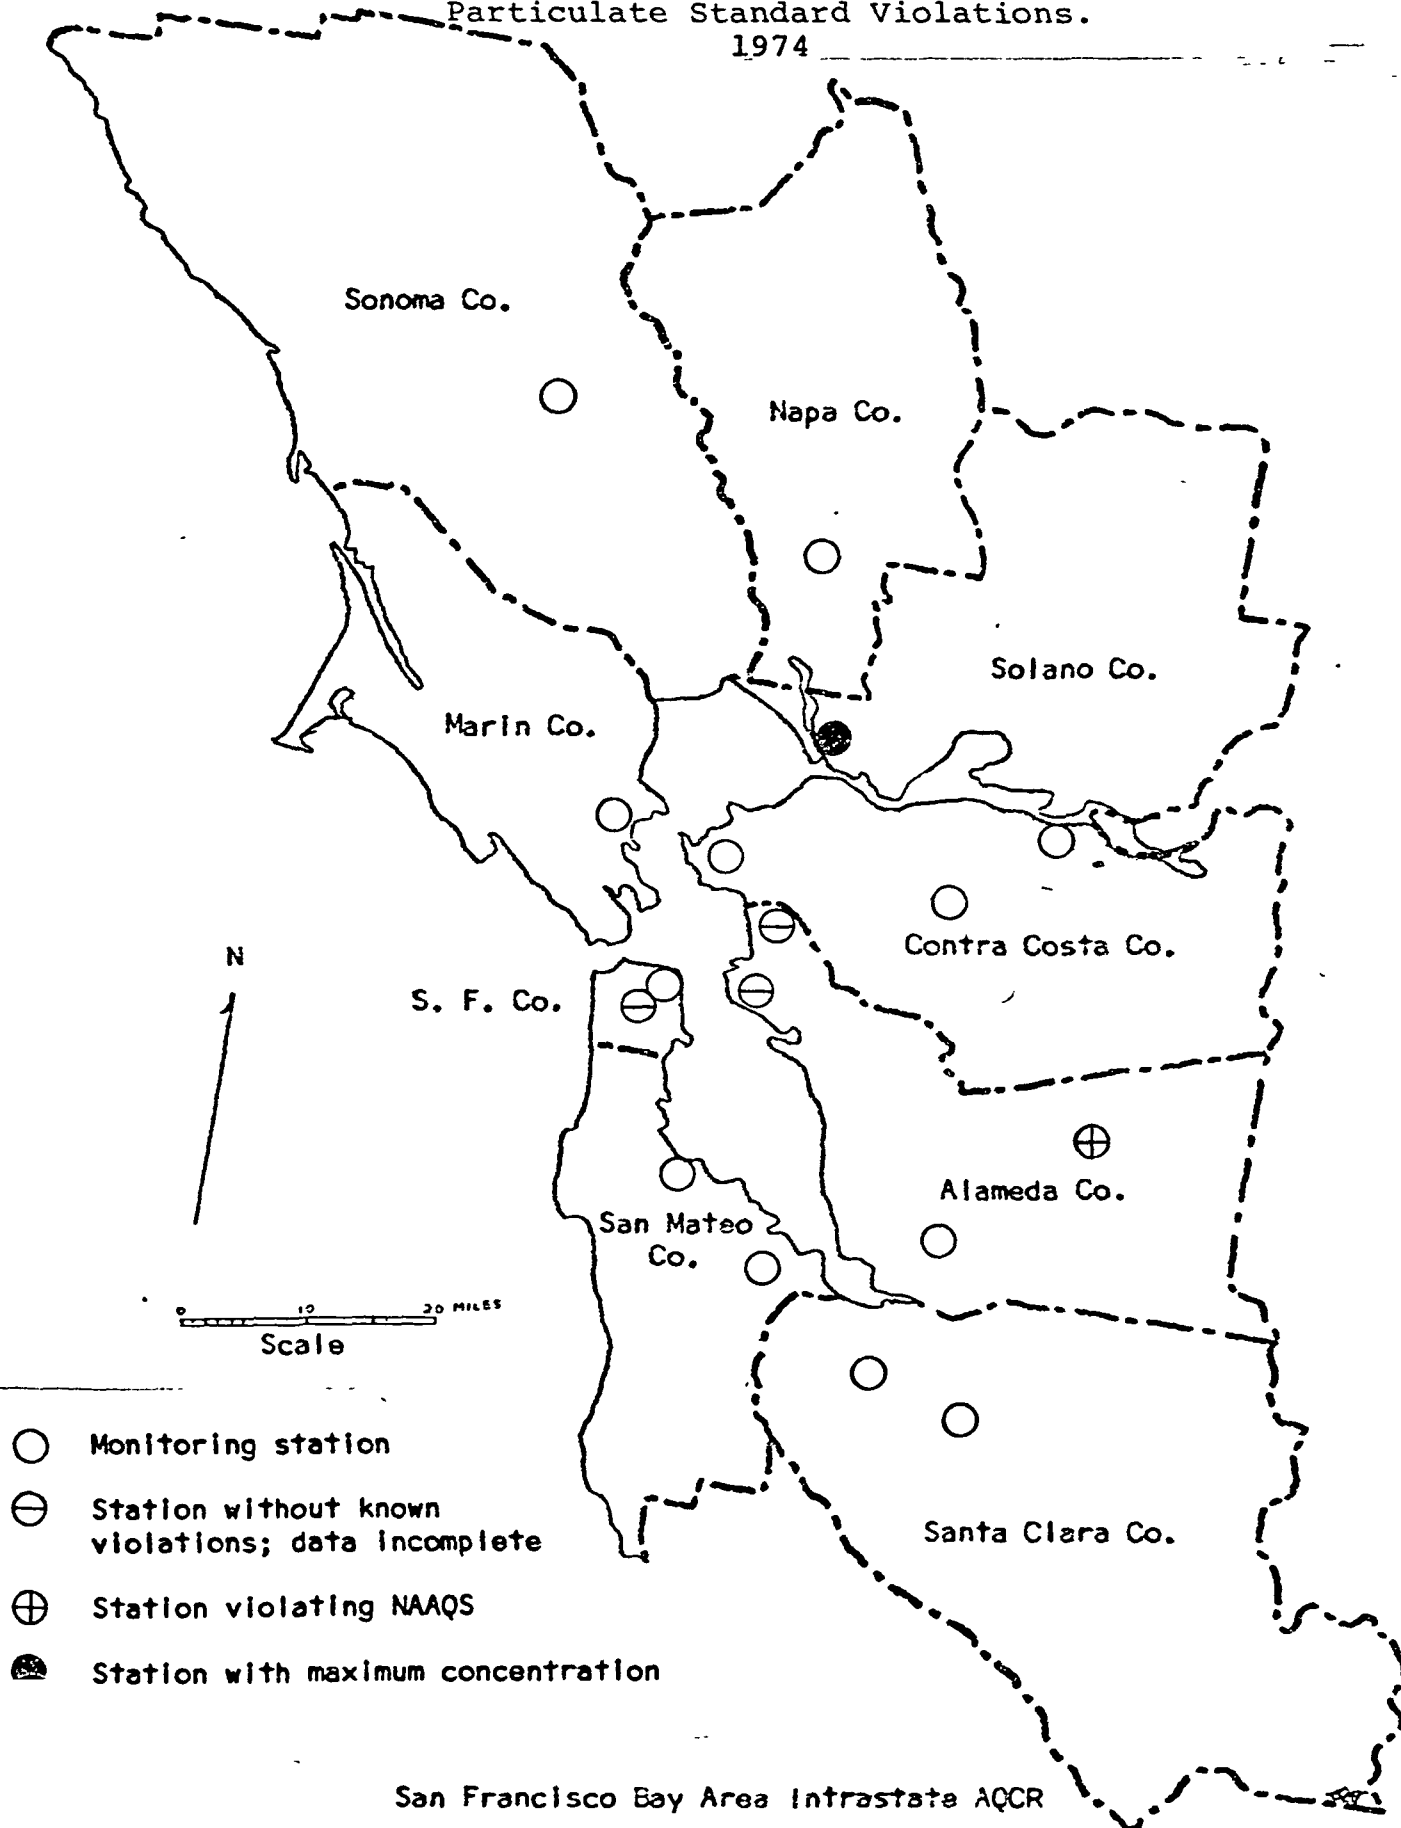 Particulate Standard Violations.
1974
Sonoma Co.
Napa Co.
Solano Co.
Marin Co.
Contra Costa Co.
N
S. F. Co.
Alameda Co.
San Mateo
Co.
0 10 20 MILES
Scale
Monitoring station
Station without known
violations; data incomplete
Station violating NAAQS
Station with maximum concentration
Santa Clara Co.
San Francisco Bay Area Intrastate AQCR